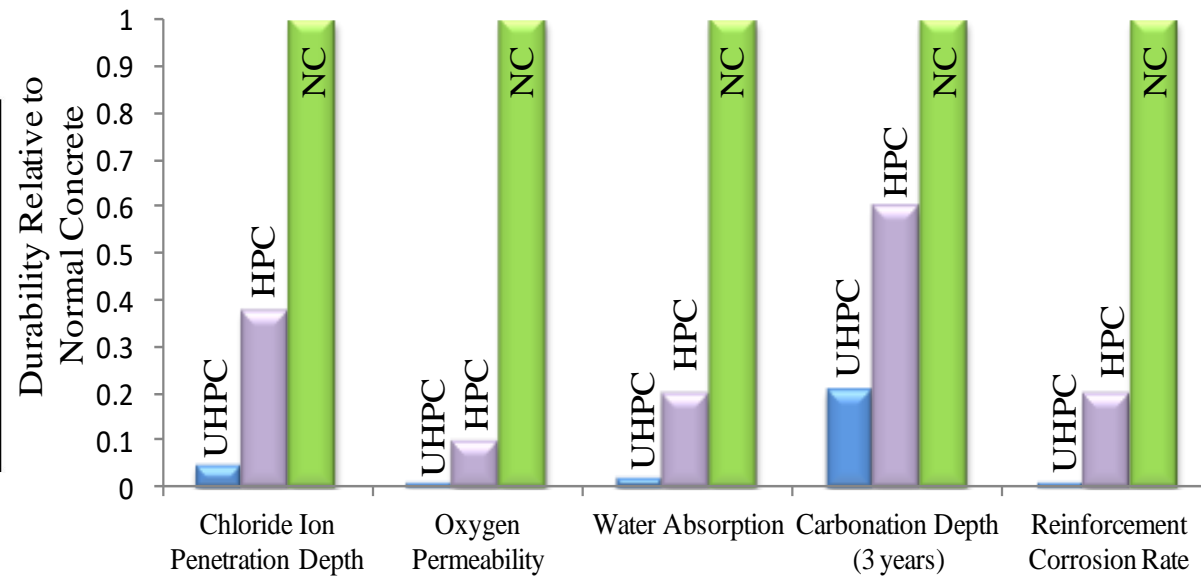 Durability Relative to
Normal Concrete
1
0.9
0.8
0.7
0.6
0.5
0.4
0.3
0.2
0.1
0
UHPC
HPC
NC
UHPC
HPC
NC
UHPC
HPC
NC
UHPC
HPC
NC
UHPC
HPC
NC
Chloride Ion
Penetration Depth
Oxygen
Permeability
Water Absorption
Carbonation Depth
(3 years)
Reinforcement
Corrosion Rate